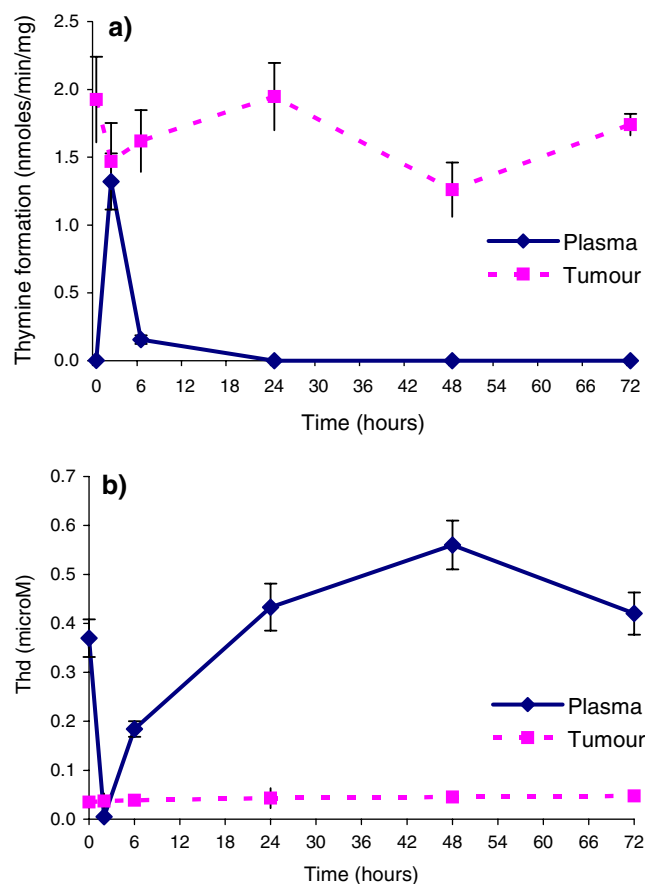 a)
Thymine formation (nmoles/min/mg)
2.5
2.0
1.5
1.0
0.5
0.0
Plasma
Tumour
0 6 12 18 24 30 36 42 48 54 60 66 72
Time (hours)
b)
Thd (microM)
0.7
0.6
0.5
0.4
0.3
0.2
0.1
0.0
Plasma
Tumour
0 6 12 18 24 30 36 42 48 54 60 66 72
Time (hours)